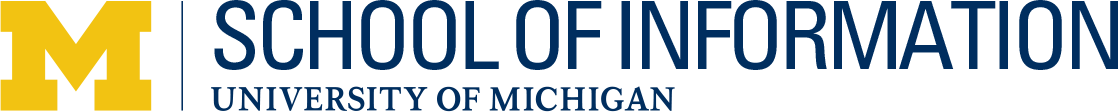 M
SCHOOL OF INFORMATION
UNIVERSITY OF MICHIGAN